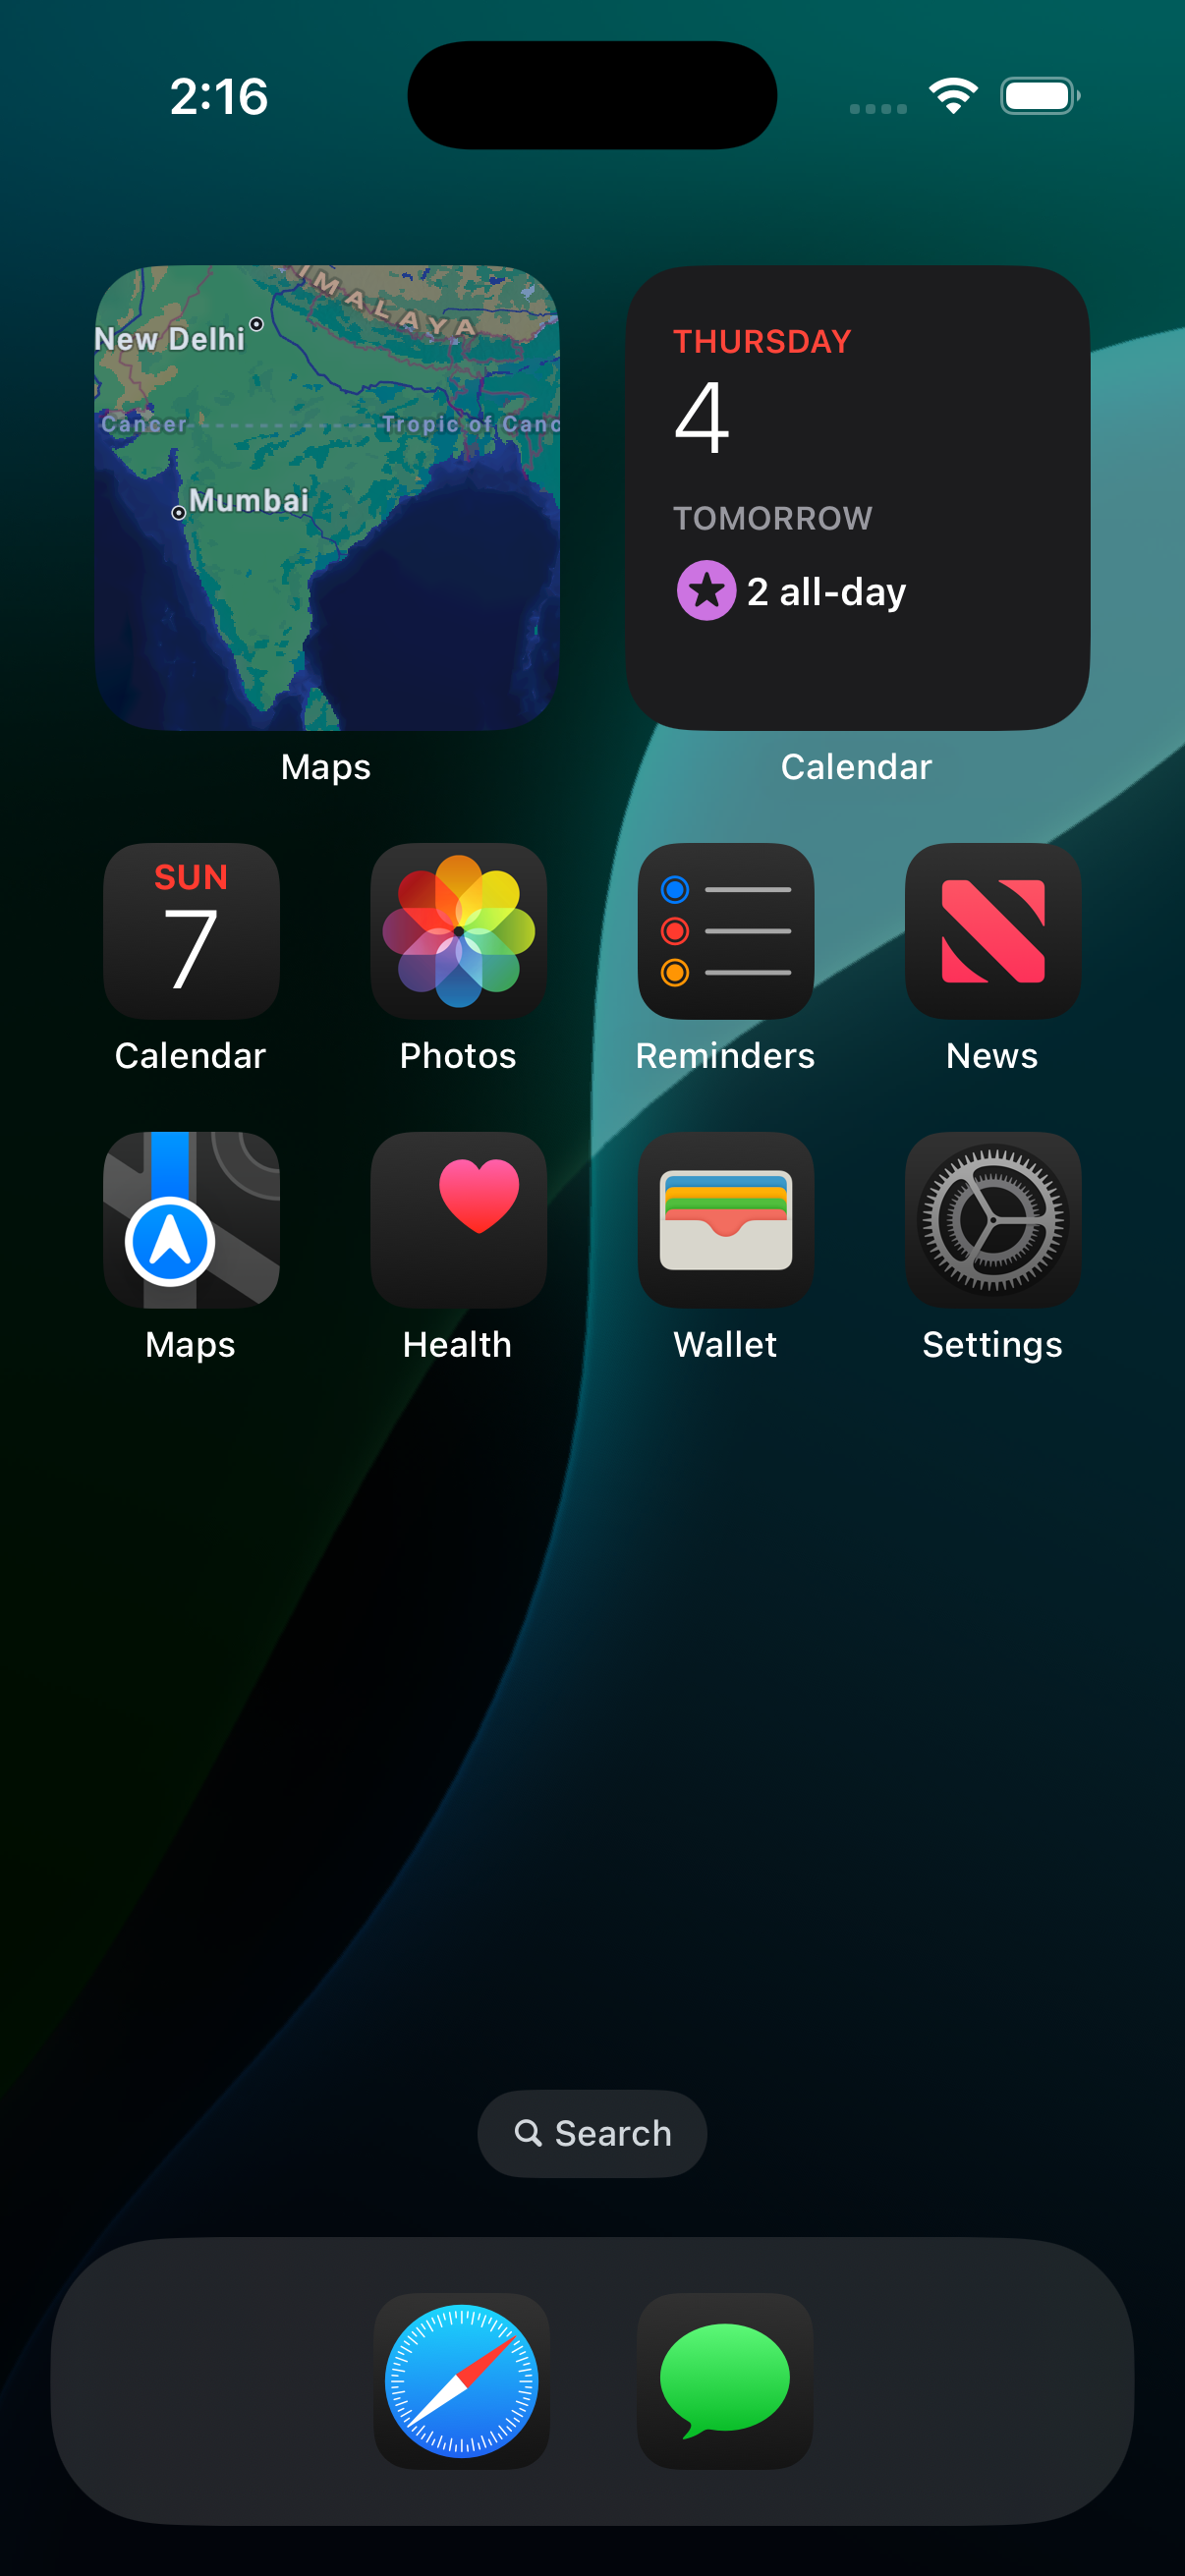 2:16
IMALAYA
New Delhi
Cancer
Tropic of Canc
Mumbai
THURSDAY
4
TOMORROW
2 all-day
Maps
Calendar
SUN
7
Calendar
Photos
Reminders
News
Maps
Health
Wallet
Settings
Search